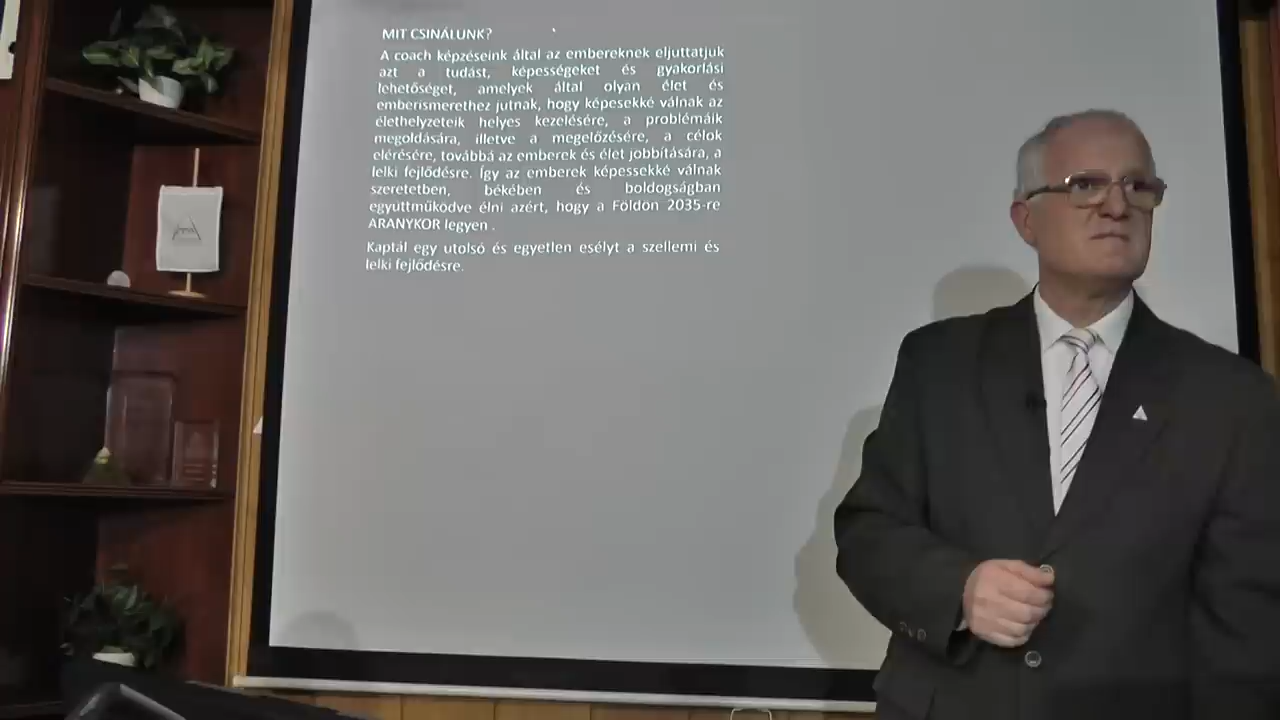 MIT CSINÁLUNK?
A coach képzéseink által az embereknek eljuttatjuk
azt a tudást, képességeket és gyakorlási
lehetőséget, amelyek által olyan élet és
emberismerethez jutnak, hogy képesekké válnak az
élethelyzeteik helyes kezelésére, a problémáik
megoldására, illetve a megelőzésére, a célok
elérésére, továbbá az emberek és élet jobbítására, a
lelki fejlődésre. Így az emberek képessekké válnak
szeretetben, békében és boldogságban
együttműködve élni azért, hogy a Földön 2035-re
ARANYKOR legyen .
Kaptál egy utolsó és egyetlen esélyt a szellemi és
lelki fejlődésre.